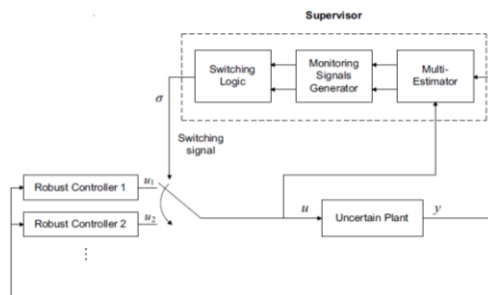 Supervisor
Switching
Logic
Monitoring
Signals
Generator
Multi-
Estimator
σ
Switching
signal
Robust Controller 1
u₁
Robust Controller 2
u₂
⋮
u
Uncertain Plant
y